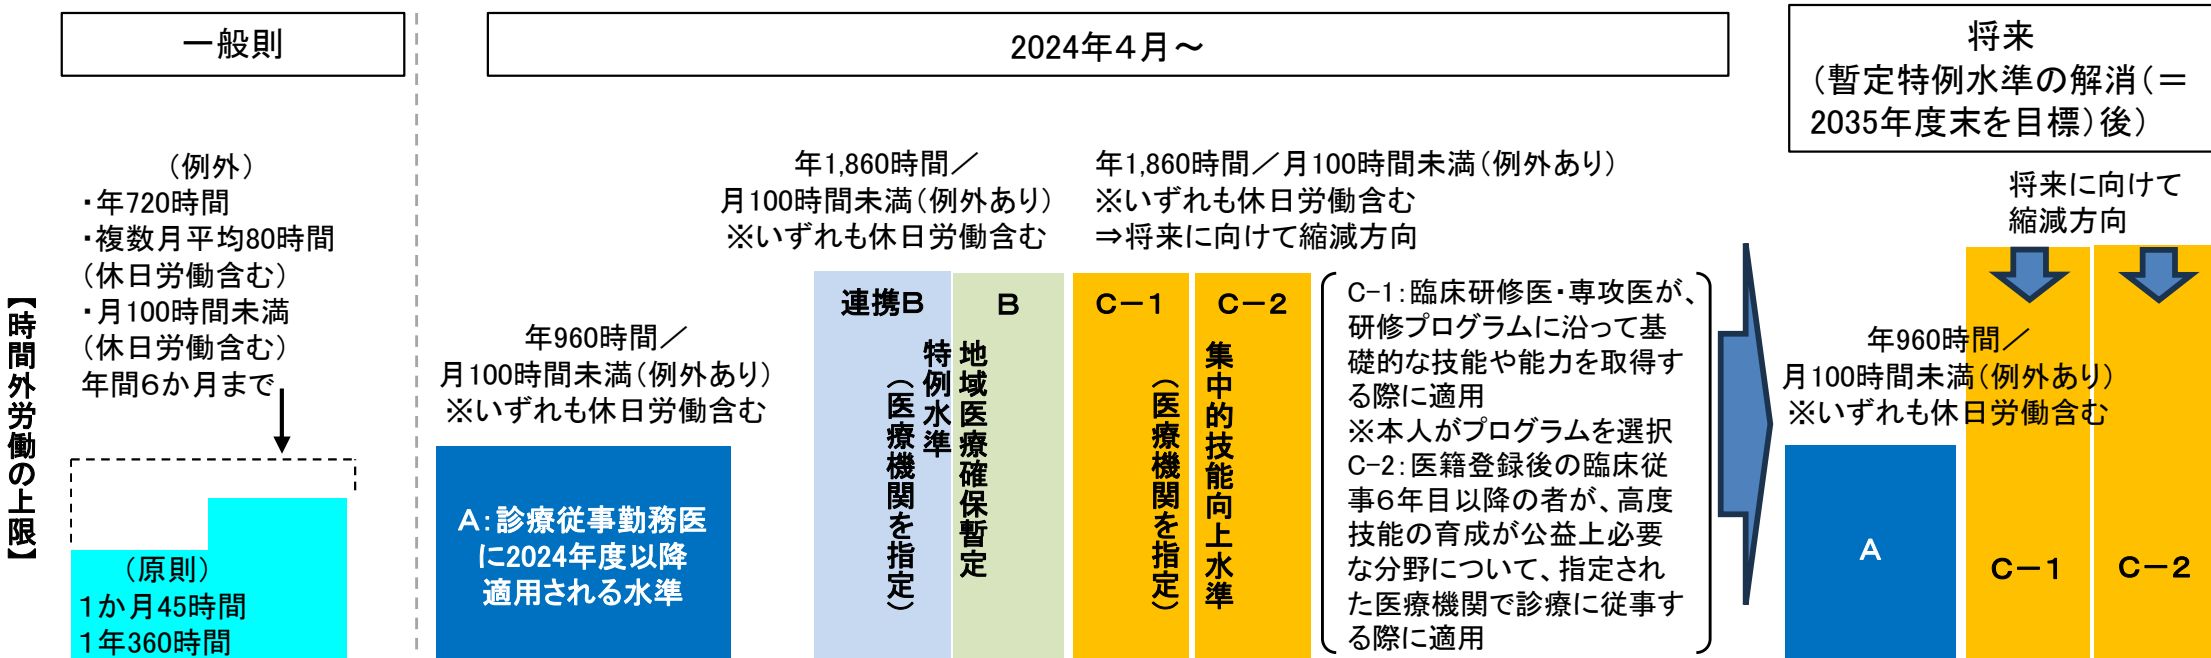 一般則
2024年４月～
将来
（暫定特例水準の解消（＝
2035年度末を目標）後）
【時間外労働の上限】
（例外）
・年720時間
・複数月平均80時間
（休日労働含む）
・月100時間未満
（休日労働含む）
年間６か月まで
（原則）
１か月45時間
１年360時間
年960時間／
月100時間未満（例外あり）
※いずれも休日労働含む
A：診療従事勤務医
に2024年度以降
適用される水準
年1,860時間／
月100時間未満（例外あり）
※いずれも休日労働含む
連携B
B
地域医療確保暫定
特例水準
（医療機関を指定）
年1,860時間／月100時間未満（例外あり）
※いずれも休日労働含む
⇒将来に向けて縮減方向
C－1
C－2
集中的技能向上水準
（医療機関を指定）
C-1：臨床研修医・専攻医が、
研修プログラムに沿って基
礎的な技能や能力を取得す
る際に適用
※本人がプログラムを選択
C-2：医籍登録後の臨床従
事６年目以降の者が、高度
技能の育成が公益上必要
な分野について、指定され
た医療機関で診療に従事す
る際に適用
将来に向けて
縮減方向
年960時間／
月100時間未満（例外あり）
※いずれも休日労働含む
A
C－1
C－2